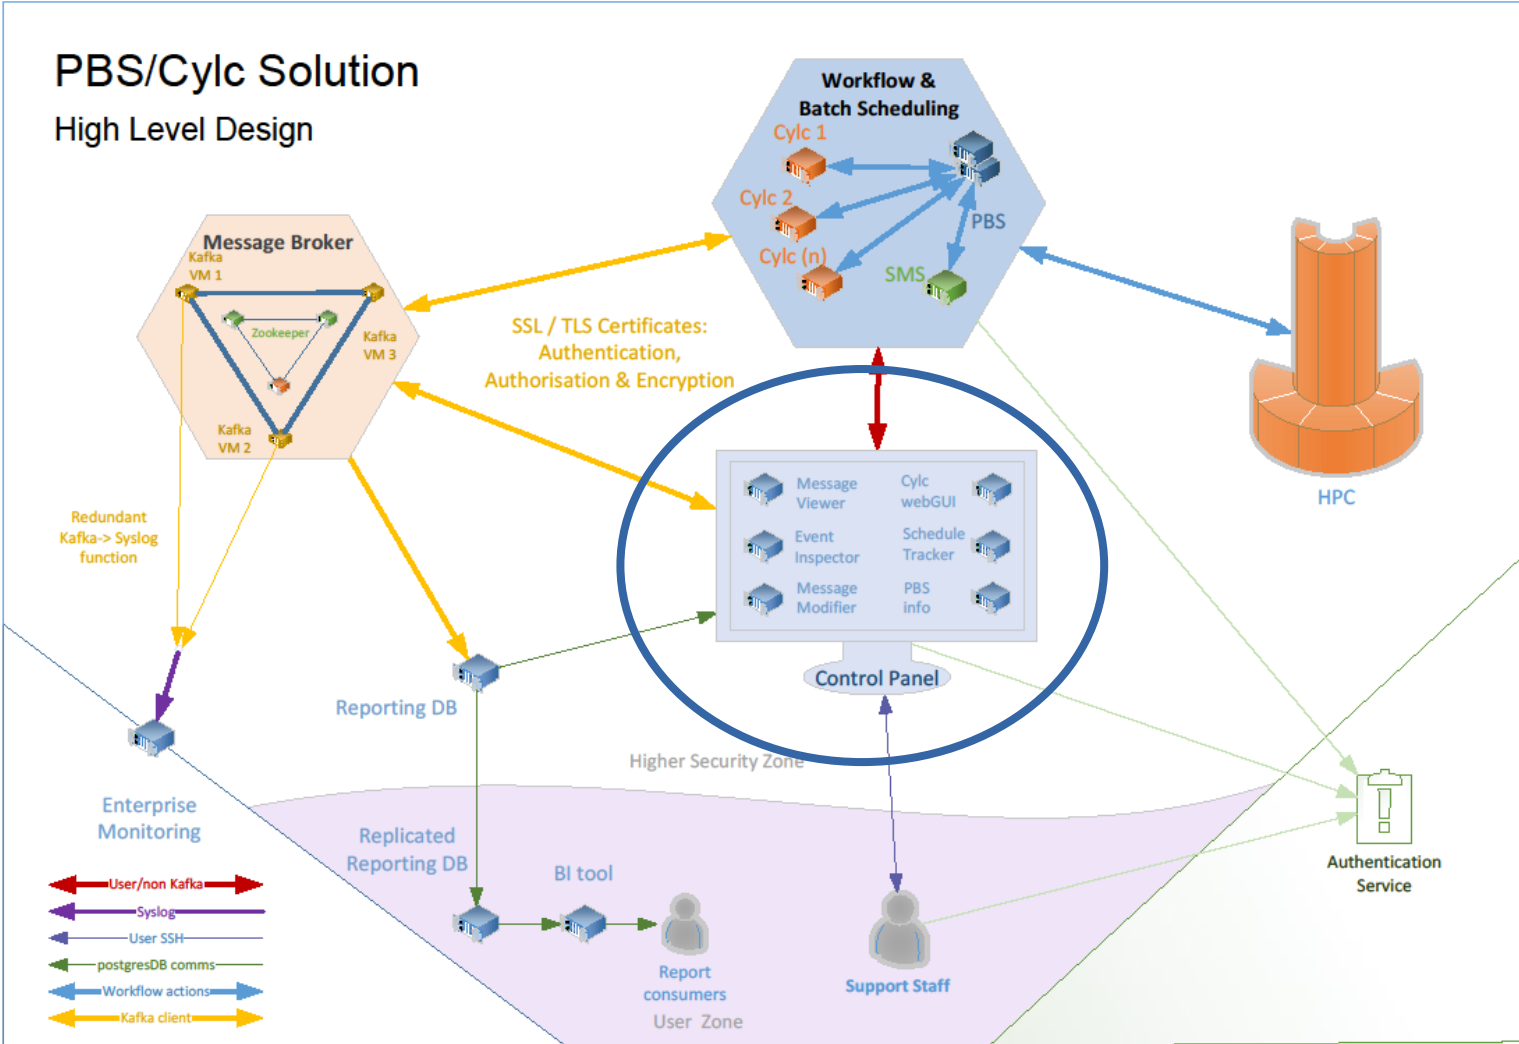 PBS/Cylc Solution
High Level Design
Workflow &
Batch Scheduling
Cylc 1
Cylc 2
Cylc (n)
PBS
SMS
Message Broker
Kafka
VM 1
Zookeeper
Kafka
VM 3
Kafka
VM 2
SSL / TLS Certificates:
Authentication,
Authorisation & Encryption
HPC
Redundant
Kafka-> Syslog
function
Message
Viewer
Cylc
webGUI
Event
Inspector
Schedule
Tracker
Message
Modifier
PBS
info
Control Panel
Reporting DB
Higher Security Zone
Enterprise
Monitoring
Replicated
Reporting DB
BI tool
Authentication
Service
Report
consumers
Support Staff
User Zone
User/non Kafka
Syslog
User SSH
postgresDB comms
Workflow actions
Kafka client